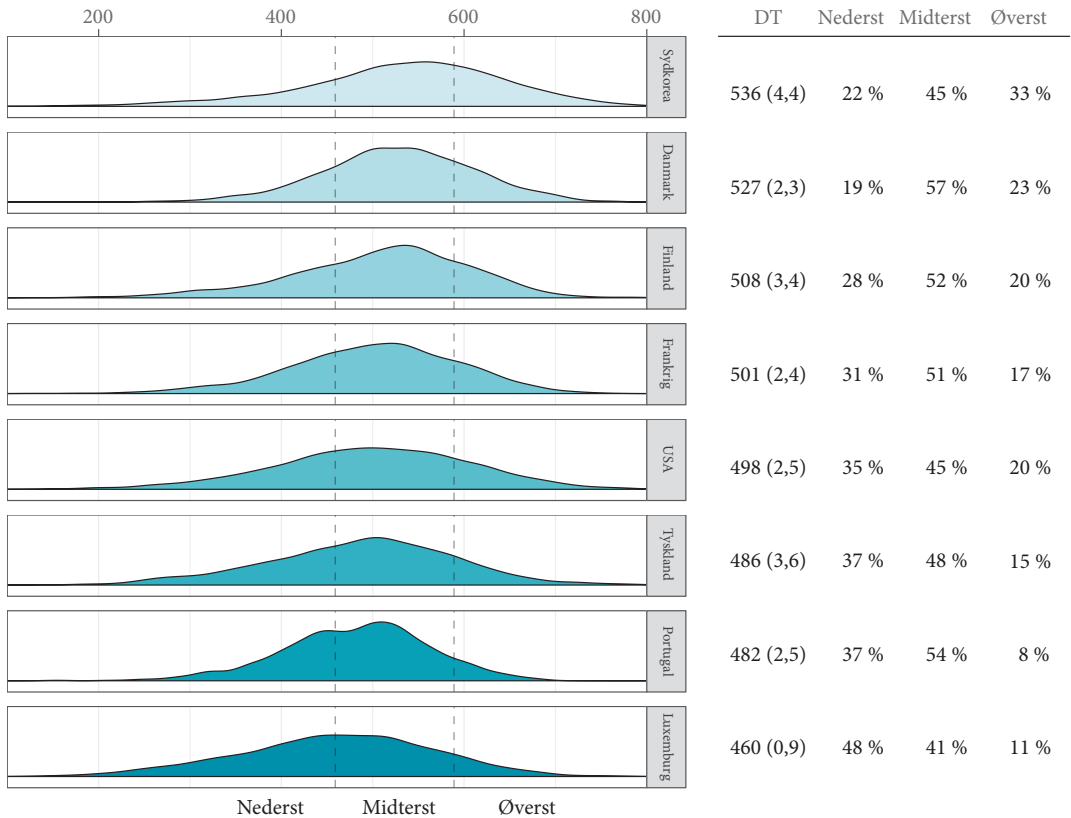 200 400 600 800 DT Nederst Midterst Øverst
Sydkorea 536 (4,4) 22 % 45 % 33 %
Danmark 527 (2,3) 19 % 57 % 23 %
Finland 508 (3,4) 28 % 52 % 20 %
Frankrig 501 (2,4) 31 % 51 % 17 %
USA 498 (2,5) 35 % 45 % 20 %
Tyskland 486 (3,6) 37 % 48 % 15 %
Portugal 482 (2,5) 37 % 54 % 8 %
Luxemburg 460 (0,9) 48 % 41 % 11 %
Nederst Midterst Øverst